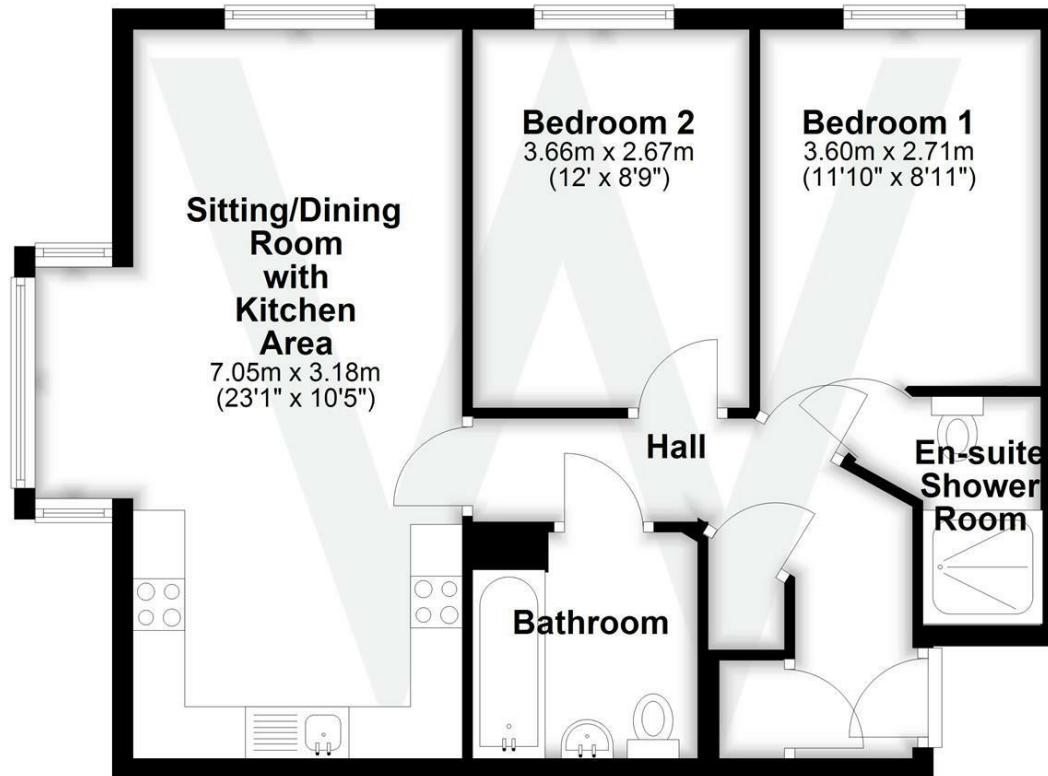 Sitting/Dining
Room
with
Kitchen
Area
7.05m x 3.18m
(23'1" x 10'5")
Bedroom 2
3.66m x 2.67m
(12' x 8'9")
Bedroom 1
3.60m x 2.71m
(11'10" x 8'11")
Hall
En-suite
Shower
Room
Bathroom
W